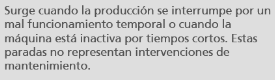 Surge cuando la producción se interrumpe por un
mal funcionamiento temporal o cuando la
máquina está inactiva por tiempos cortos. Estas
paradas no representan intervenciones de
mantenimiento.